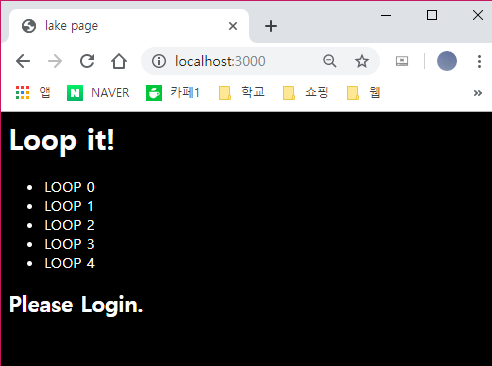 lake page
localhost:3000
앱 NAVER 카페1 학교 쇼핑 웹
Loop it!
LOOP 0
LOOP 1
LOOP 2
LOOP 3
LOOP 4
Please Login.